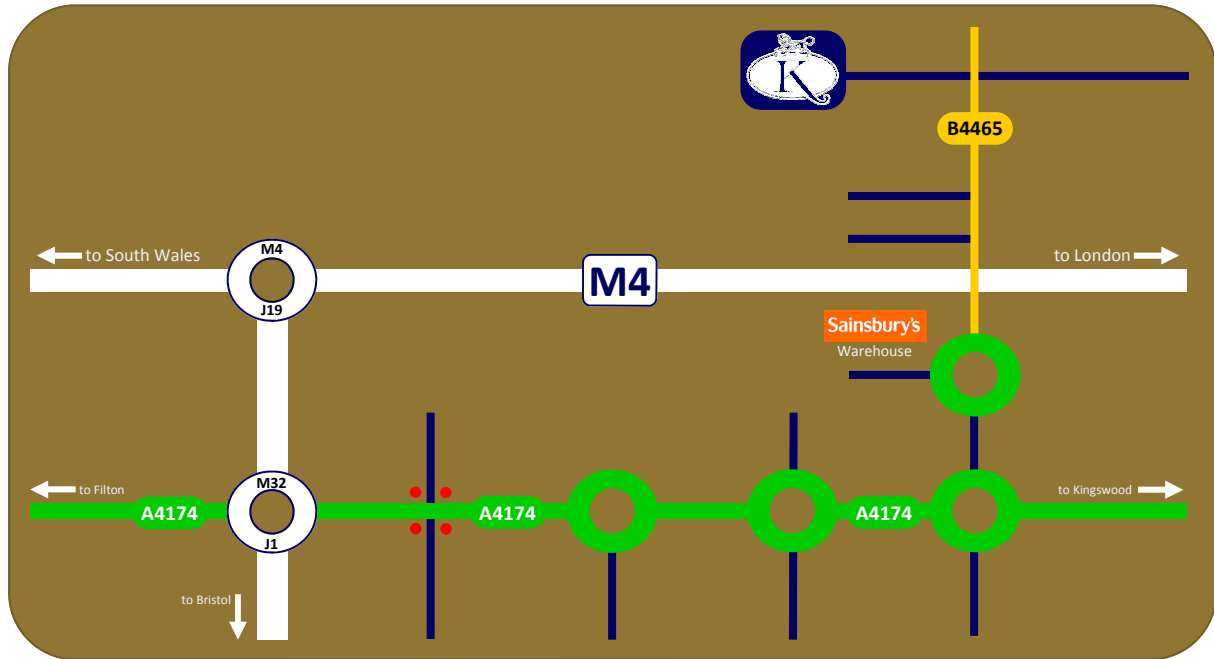 K
B4465
M4
to South Wales
to London
M4
J19
Sainsbury's
Warehouse
M32
to Filton
to Kingswood
A4174
A4174
A4174
J1
to Bristol